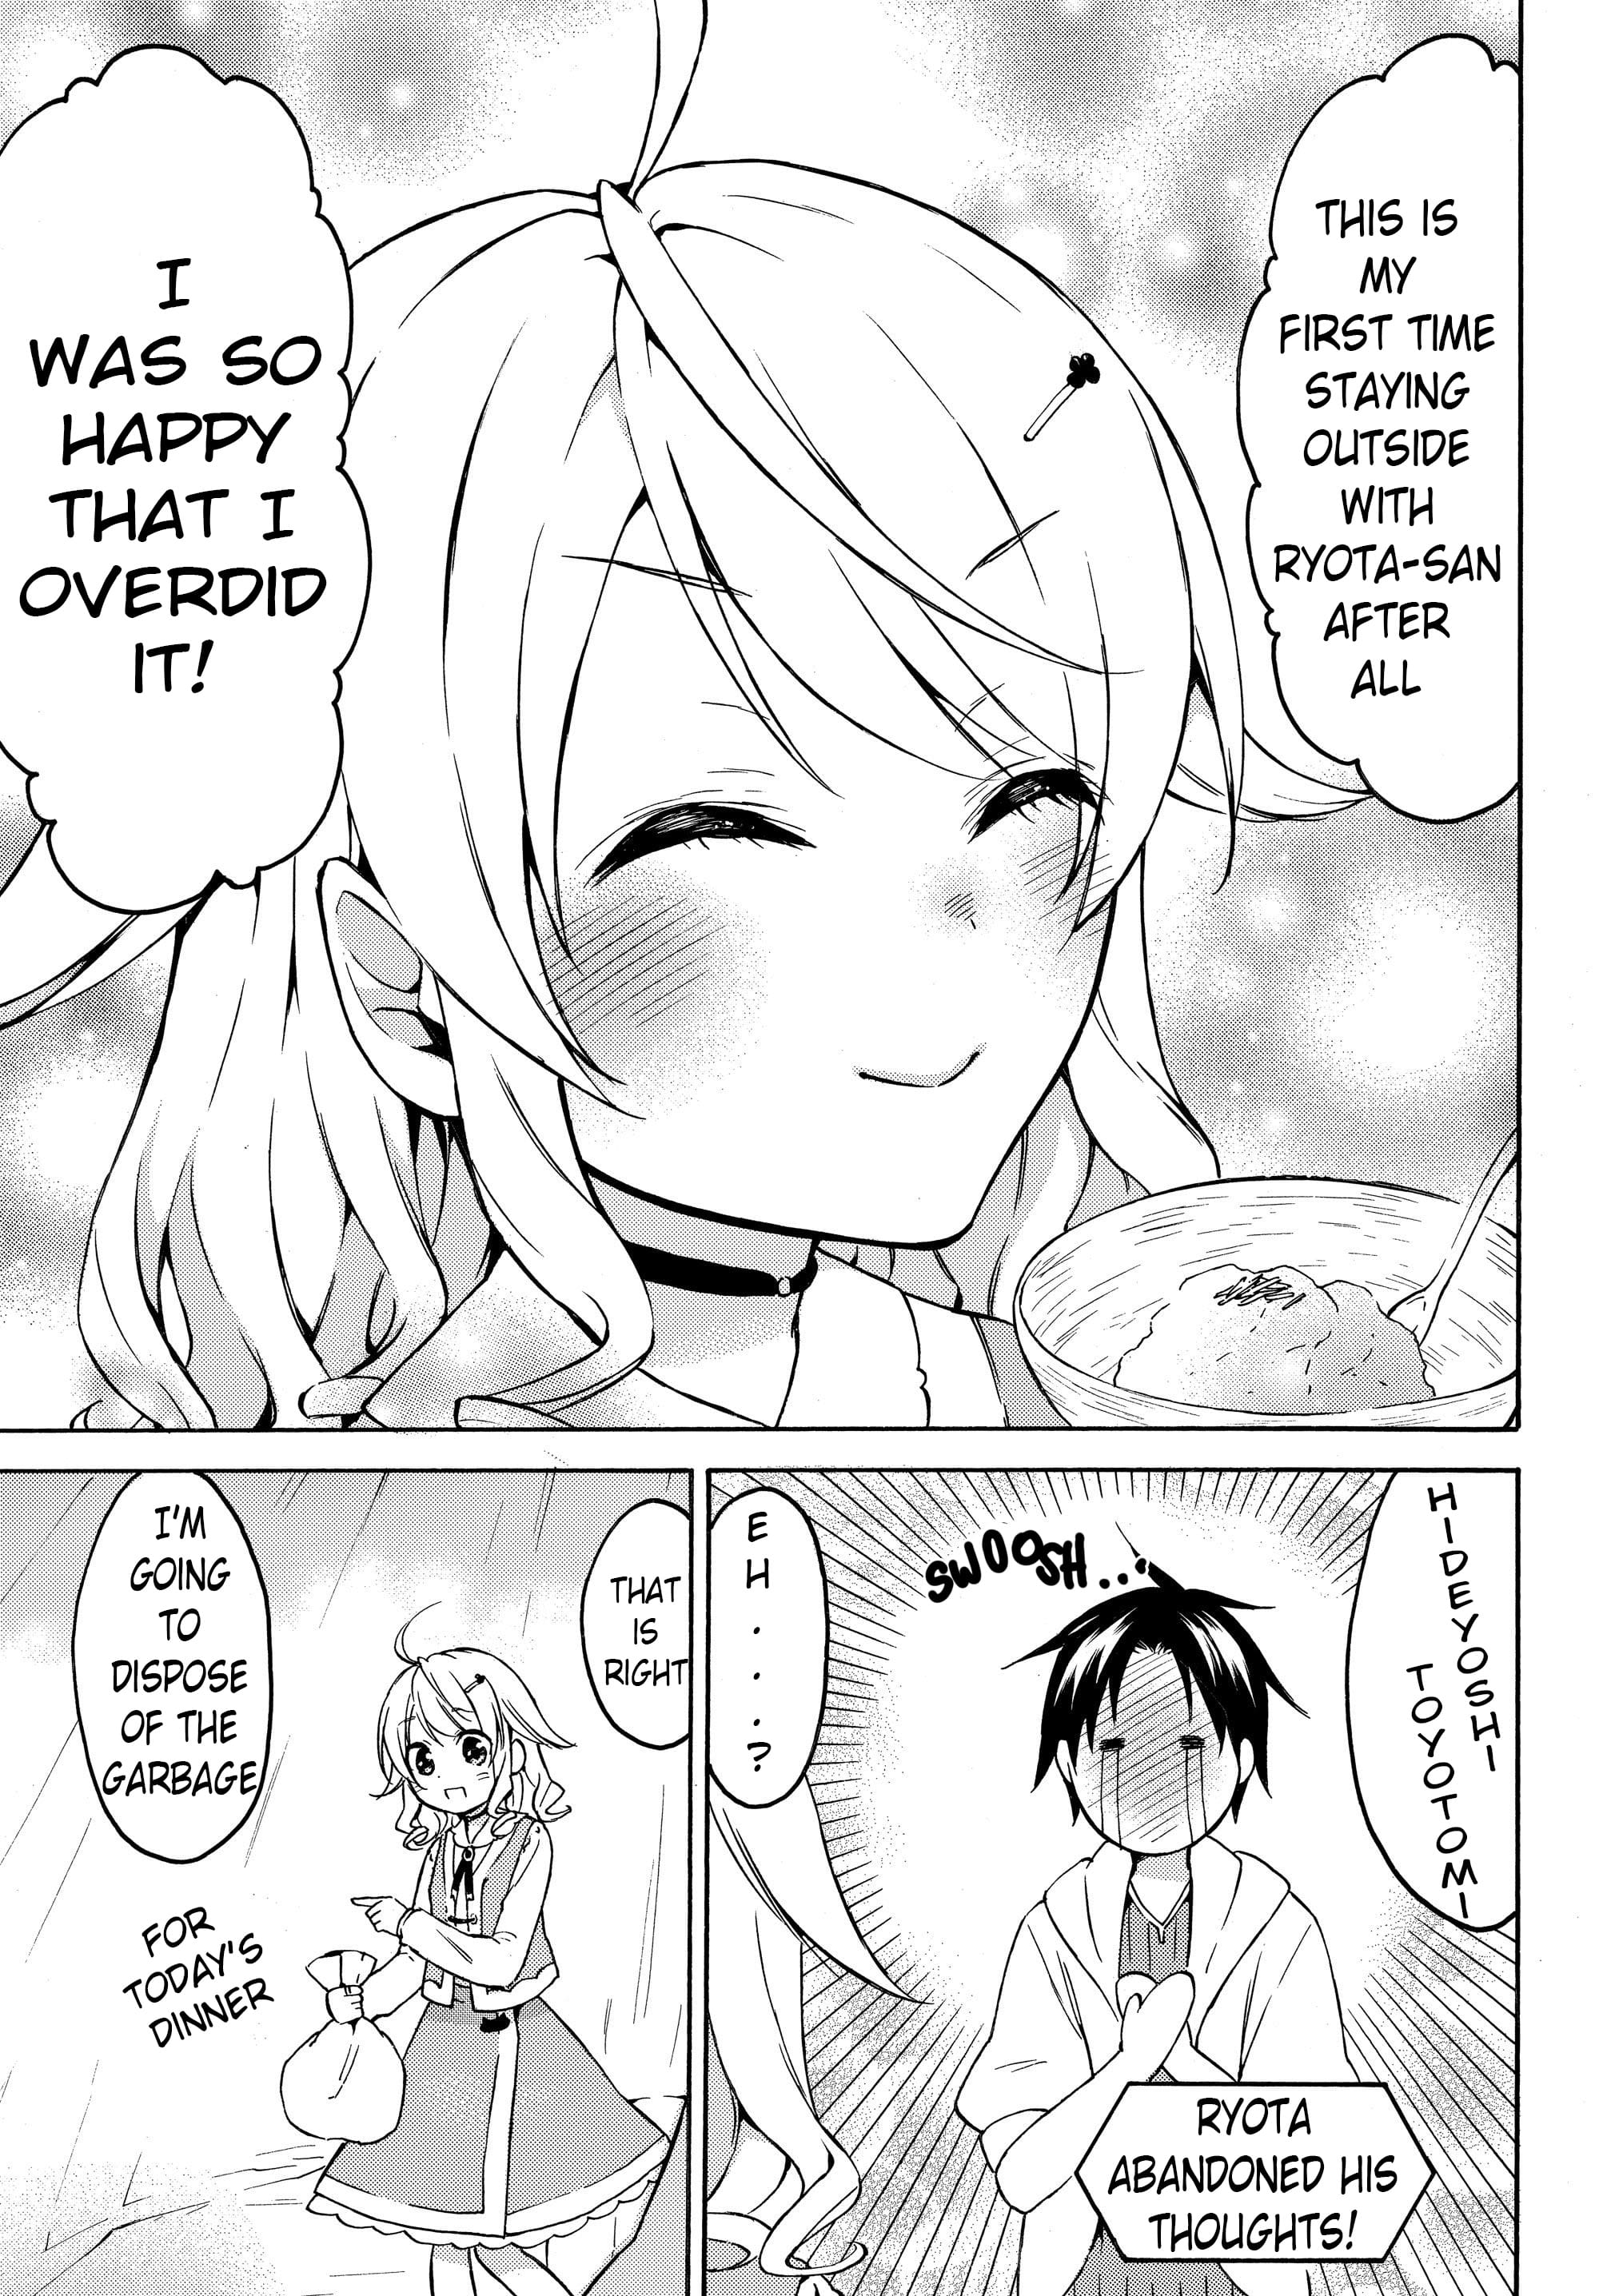 THIS IS
MY
FIRST TIME
STAYING
OUTSIDE
WITH
RYOTA-SAN
AFTER
ALL
I
WAS SO
HAPPY
THAT I
OVERDID
IT!
HIDEYOSHI
TOYOTOMI
SWOOSH...
EH...?
RYOTA
ABANDONED HIS
THOUGHTS!
THAT
IS
RIGHT
I'M
GOING
TO
DISPOSE
OF THE
GARBAGE
FOR
TODAY'S
DINNER